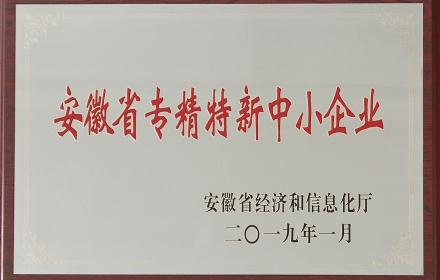 安徽省专精特新中小企业
安徽省经济和信息化厅
二〇一九年一月